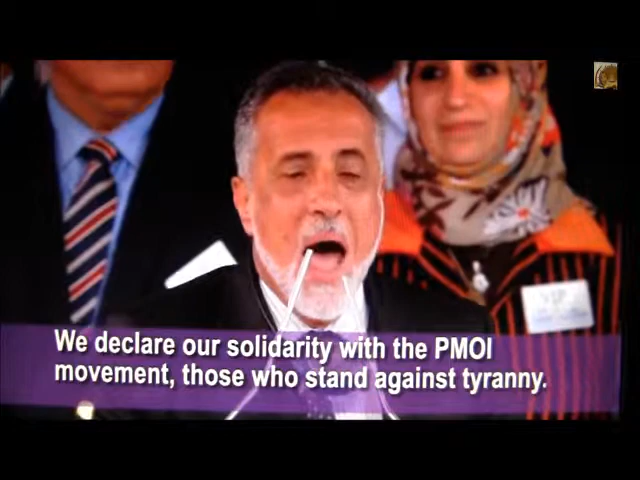 We declare our solidarity with the PMOI
movement, those who stand against tyranny.
VIP